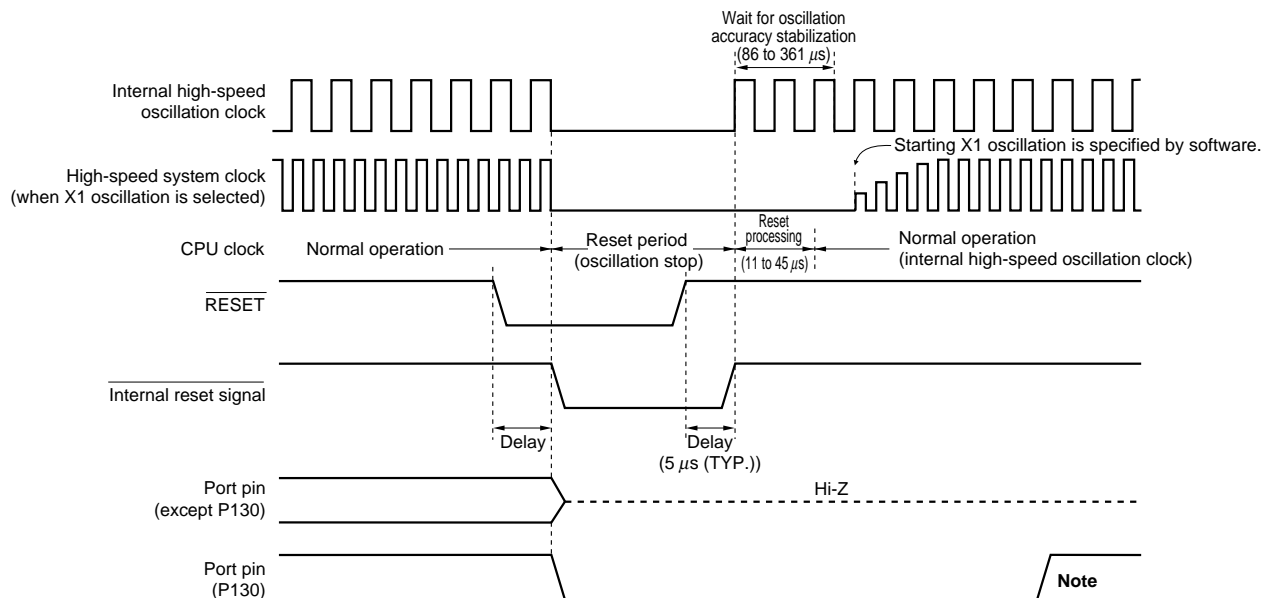 Wait for oscillation
accuracy stabilization
(86 to 361 μs)
Internal high-speed
oscillation clock
Starting X1 oscillation is specified by software.
High-speed system clock
(when X1 oscillation is selected)
CPU clock
Normal operation
Reset period
(oscillation stop)
Reset
processing
(11 to 45 μs)
Normal operation
(internal high-speed oscillation clock)
RESET
Internal reset signal
Delay
Delay
(5 μs (TYP.))
Port pin
(except P130)
Hi-Z
Port pin
(P130)
Note